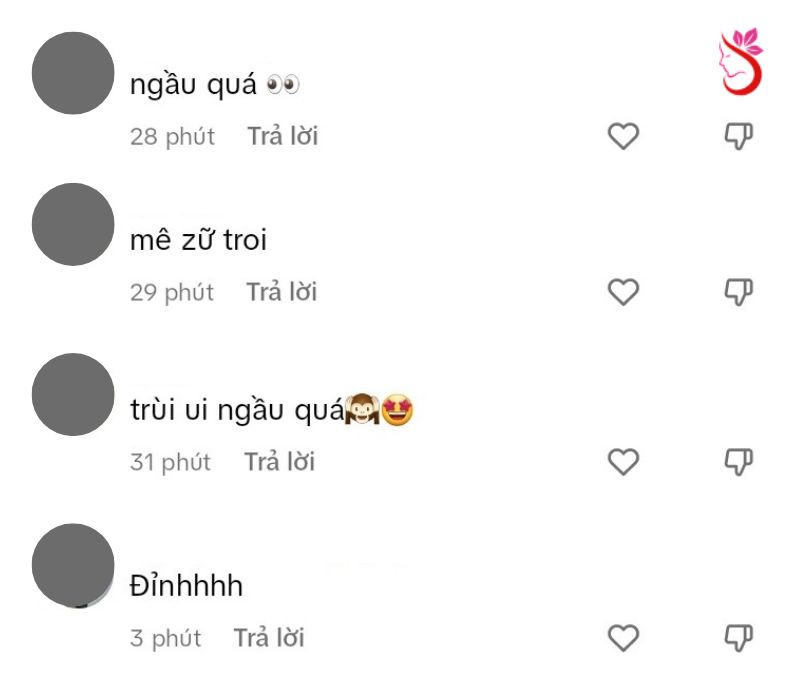 ngầu quá 👀
28 phút Trả lời
mê zữ troi
29 phút Trả lời
trùi ui ngầu quá🙉🤩
31 phút Trả lời
Đỉnhhhh
3 phút Trả lời